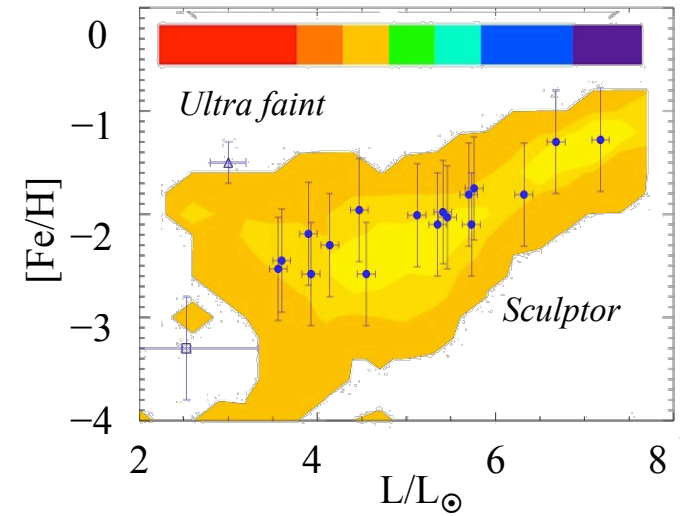 0
Ultra faint
−1
[Fe/H]
−2
Sculptor
−3
−4
2 4 6 8
L/L⊙